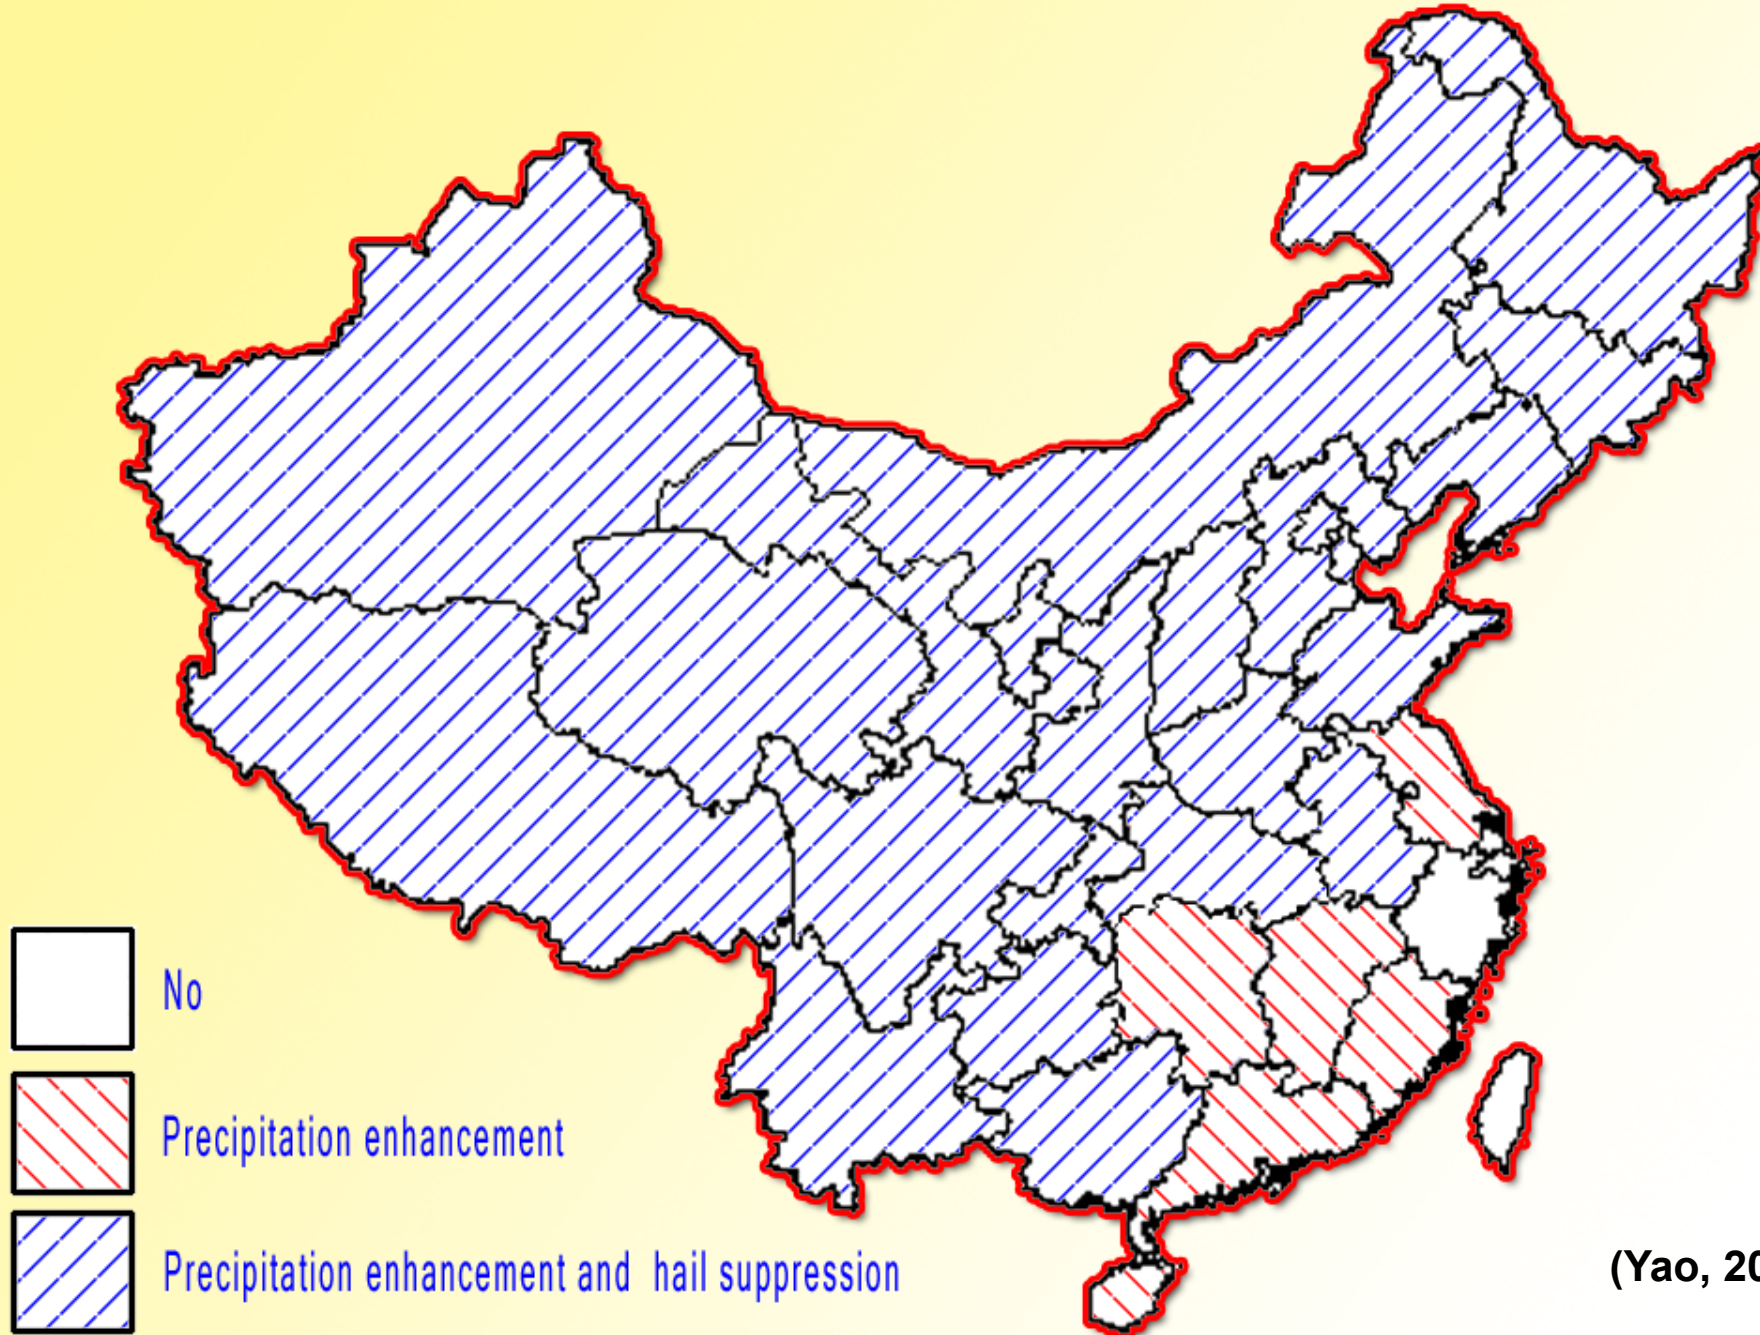 No
Precipitation enhancement
Precipitation enhancement and hail suppression
(Yao, 20